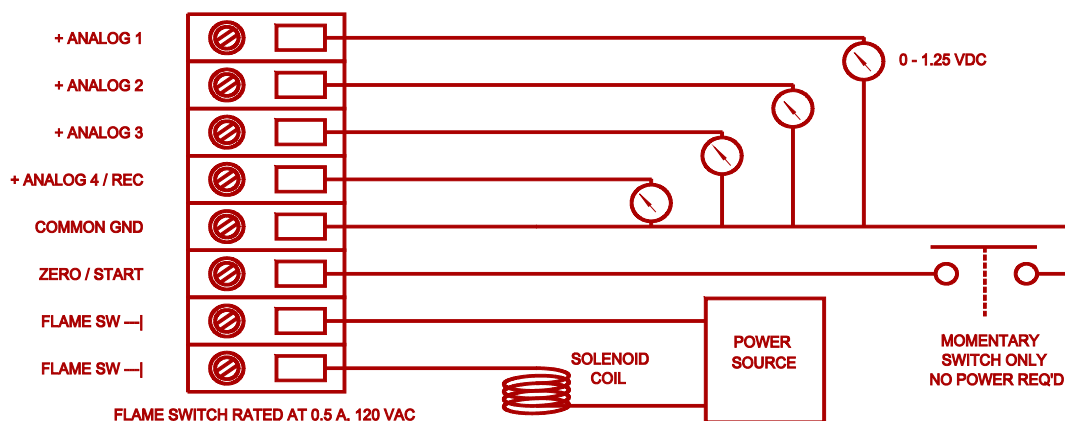 + ANALOG 1
0 - 1.25 VDC
+ ANALOG 2
+ ANALOG 3
+ ANALOG 4 / REC
COMMON GND
ZERO / START
FLAME SW ---|
FLAME SW ---|
SOLENOID
COIL
POWER
SOURCE
MOMENTARY
SWITCH ONLY
NO POWER REQ'D
FLAME SWITCH RATED AT 0.5 A. 120 VAC